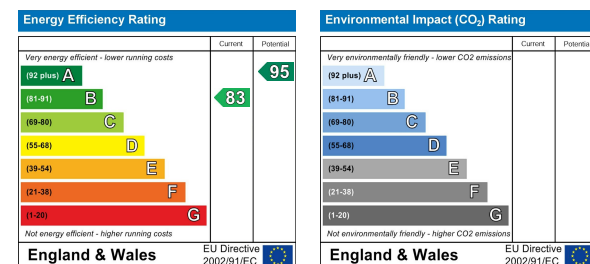 Energy Efficiency Rating
Current Potential
Very energy efficient - lower running costs
(92 plus) A
95
(81-91) B
83
(69-80) C
(55-68) D
(39-54) E
(21-38) F
(1-20) G
Not energy efficient - higher running costs
England & Wales
EU Directive
2002/91/EC
Environmental Impact (CO₂) Rating
Current Potentia
Very environmentally friendly - lower CO2 emissions
(92 plus) A
(81-91) B
(69-80) C
(55-68) D
(39-54) E
(21-38) F
(1-20) G
Not environmentally friendly - higher CO2 emissions
England & Wales
EU Directive
2002/91/EC